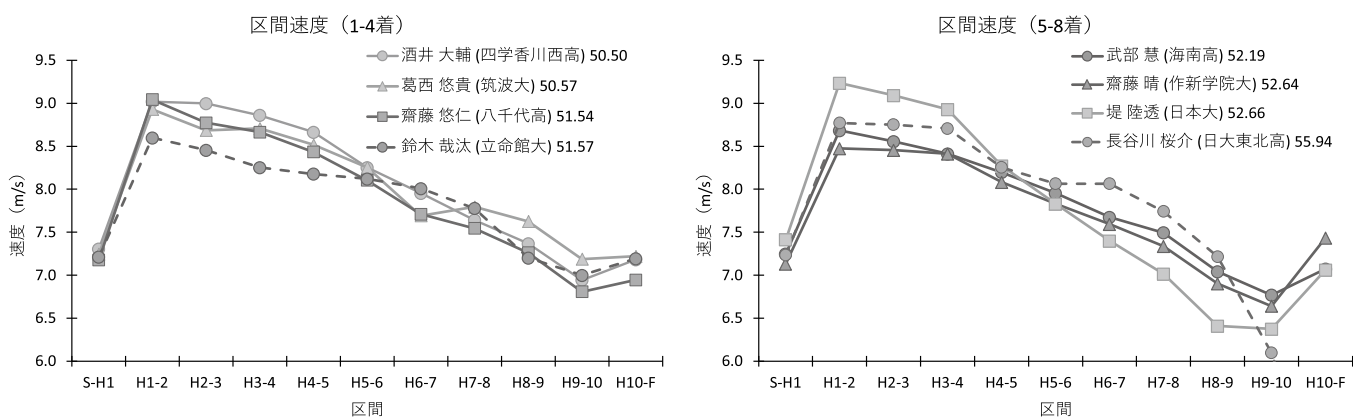 区間速度（1-4着）
酒井 大輔 (四学香川西高) 50.50
葛西 悠貴 (筑波大) 50.57
齋藤 悠仁 (八千代高) 51.54
鈴木 哉汰 (立命館大) 51.57
速度（m/s）
9.5
9.0
8.5
8.0
7.5
7.0
6.5
6.0
S-H1 H1-2 H2-3 H3-4 H4-5 H5-6 H6-7 H7-8 H8-9 H9-10 H10-F
区間
区間速度（5-8着）
武部 慧 (海南高) 52.19
齋藤 晴 (作新学院大) 52.64
堤 陸透 (日本大) 52.66
長谷川 桜介 (日大東北高) 55.94
速度（m/s）
9.5
9.0
8.5
8.0
7.5
7.0
6.5
6.0
S-H1 H1-2 H2-3 H3-4 H4-5 H5-6 H6-7 H7-8 H8-9 H9-10 H10-F
区間